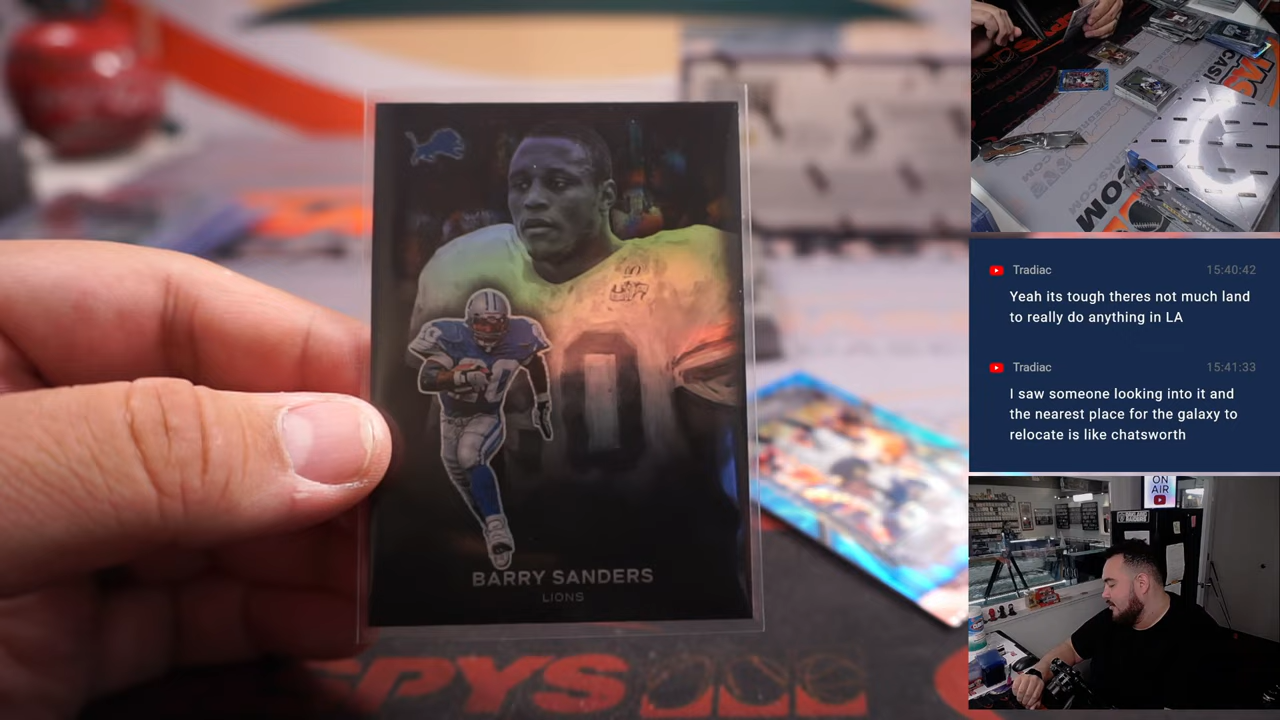 BARRY SANDERS
LIONS
Tradiac
15:40:42
Yeah its tough theres not much land
to really do anything in LA
Tradiac
15:41:33
I saw someone looking into it and
the nearest place for the galaxy to
relocate is like chatsworth
ON
AIR